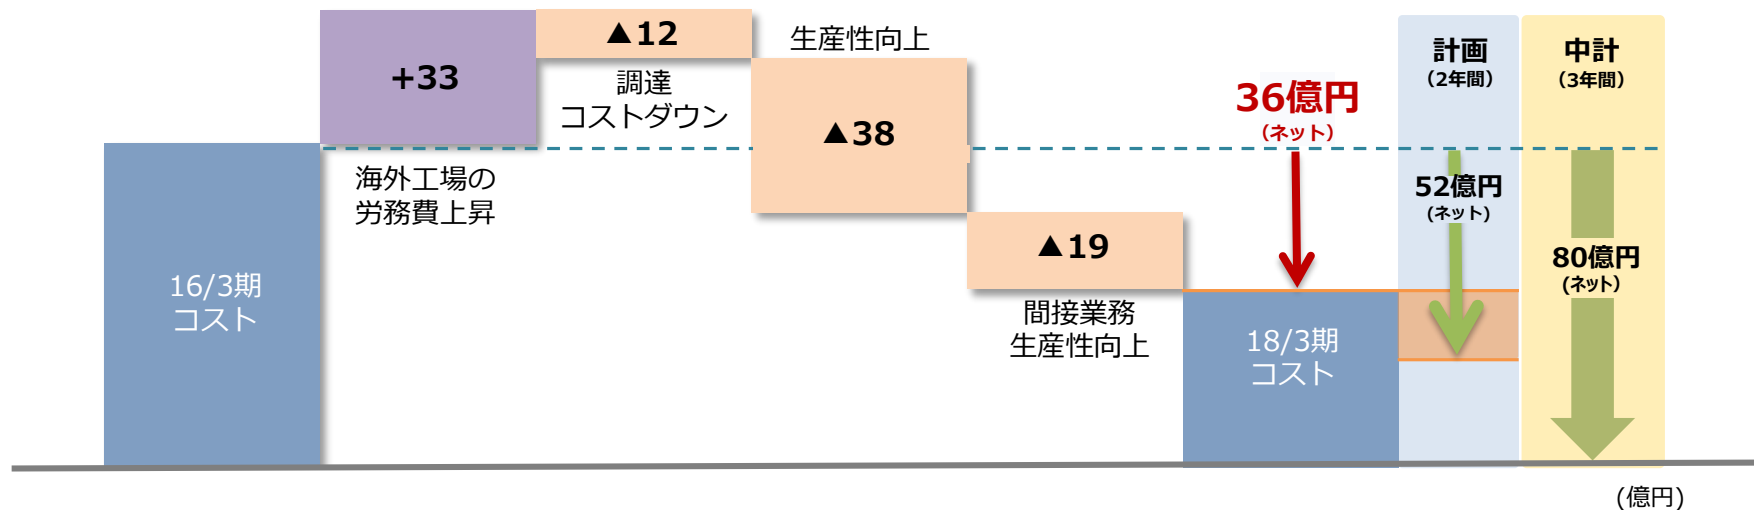 16/3期
コスト
+33
海外工場の
労務費上昇
▲12
調達
コストダウン
生産性向上
▲38
▲19
間接業務
生産性向上
36億円
（ネット）
18/3期
コスト
計画
（2年間）
52億円
(ネット)
中計
（3年間）
80億円
(ネット)
(億円)